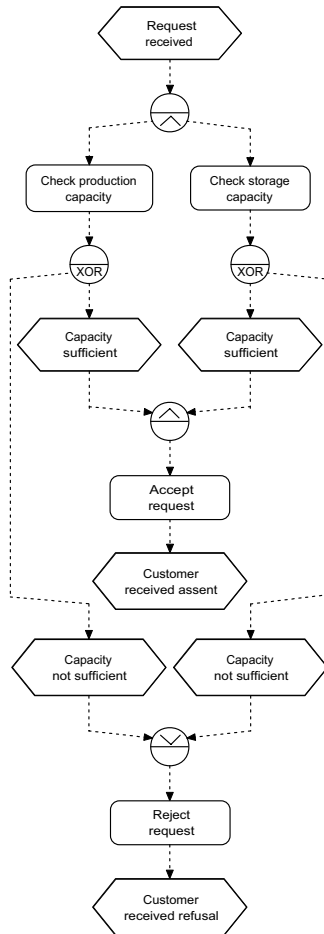 Request
received
Check production
capacity
Check storage
capacity
XOR
XOR
Capacity
sufficient
Capacity
sufficient
Accept
request
Customer
received assent
Capacity
not sufficient
Capacity
not sufficient
Reject
request
Customer
received refusal